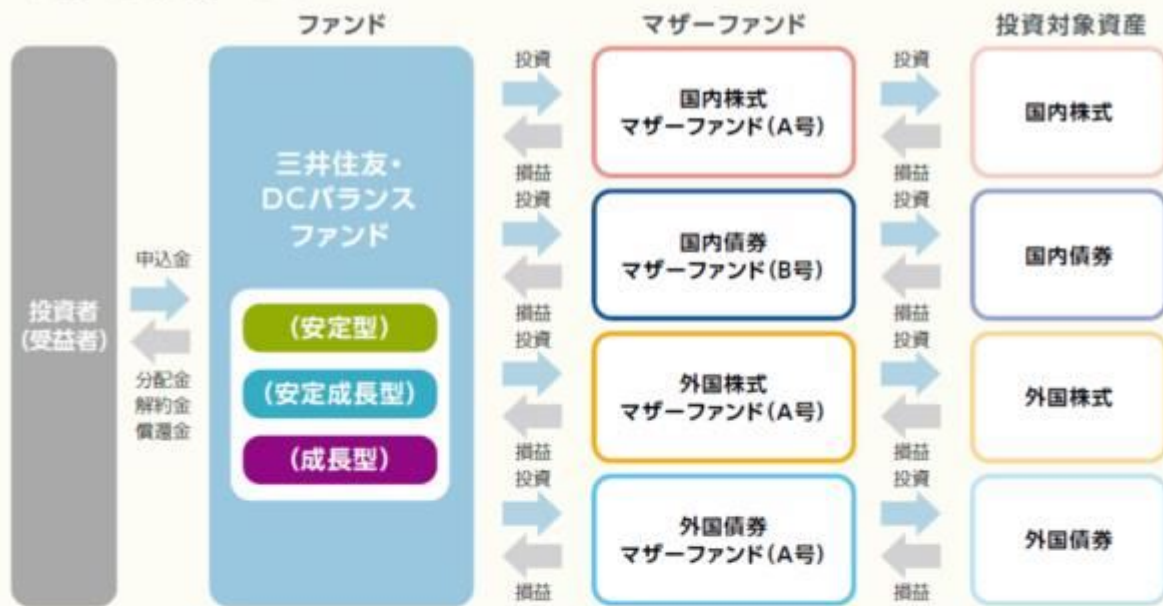 ファンド
マザーファンド
投資対象資産
投資者
(受益者)
申込金
分配金
解約金
償還金
三井住友・
DCバランス
ファンド
(安定型)
(安定成長型)
(成長型)
投資
損益
国内株式
マザーファンド(A号)
投資
損益
国内株式
投資
損益
国内債券
マザーファンド(B号)
投資
損益
国内債券
投資
損益
外国株式
マザーファンド(A号)
投資
損益
外国株式
投資
損益
外国債券
マザーファンド(A号)
投資
損益
外国債券